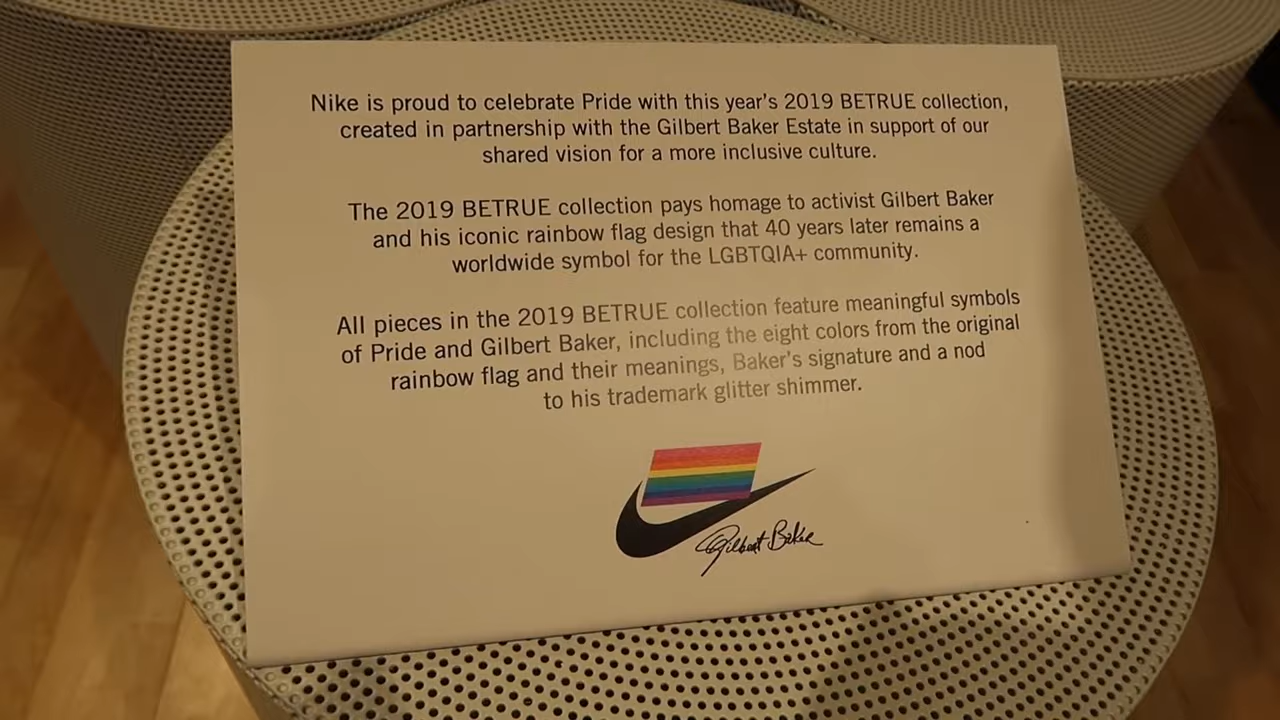 Nike is proud to celebrate Pride with this year's 2019 BETRUE collection,
created in partnership with the Gilbert Baker Estate in support of our
shared vision for a more inclusive culture.
The 2019 BETRUE collection pays homage to activist Gilbert Baker
and his iconic rainbow flag design that 40 years later remains a
worldwide symbol for the LGBTQIA+ community.
All pieces in the 2019 BETRUE collection feature meaningful symbols
of Pride and Gilbert Baker, including the eight colors from the original
rainbow flag and their meanings, Baker's signature and a nod
to his trademark glitter shimmer.
Gilbert Baker